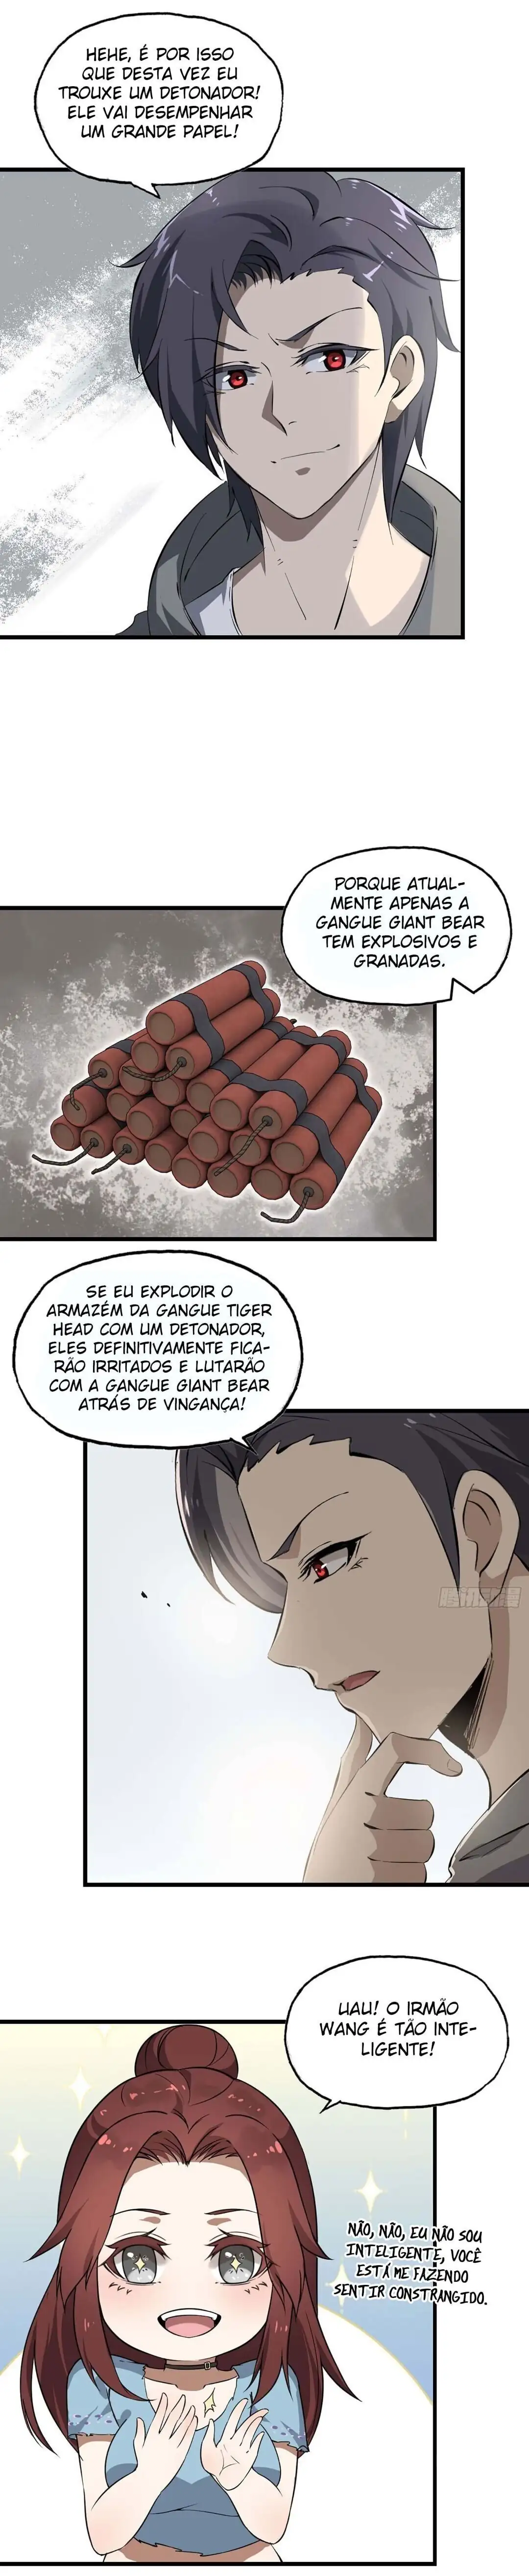 HEHE, É POR ISSO
QUE DESTA VEZ EU
TROUXE UM DETONADOR!
ELE VAI DESEMPENHAR
UM GRANDE PAPEL!
PORQUE ATUAL-
MENTE APENAS A
GANGUE GIANT BEAR
TEM EXPLOSIVOS E
GRANADAS.
SE EU EXPLODIR O
ARMAZÉM DA GANGUE TIGER
HEAD COM UM DETONADOR,
ELES DEFINITIVAMENTE FICA-
RÃO IRRITADOS E LUTARÃO
COM A GANGUE GIANT BEAR
ATRÁS DE VINGANÇA!
UAU! O IRMÃO
WANG É TÃO INTE-
LIGENTE!
NÃO, NÃO, EU NÃO SOU
INTELIGENTE, VOCÊ
ESTÁ ME FAZENDO
SENTIR CONSTRANGIDO.